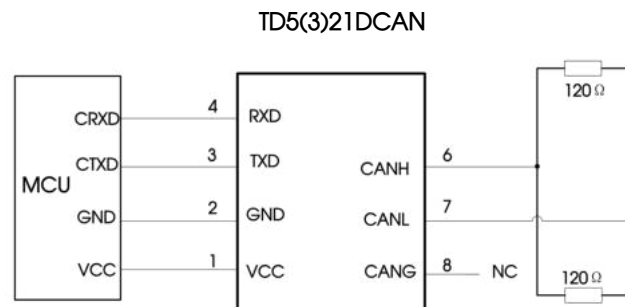 TD5(3)21DCAN
120Ω
CRXD 4 RXD
CTXD 3 TXD CANH 6
MCU
GND 2 GND CANL 7
VCC 1 VCC CANG 8 NC
120Ω